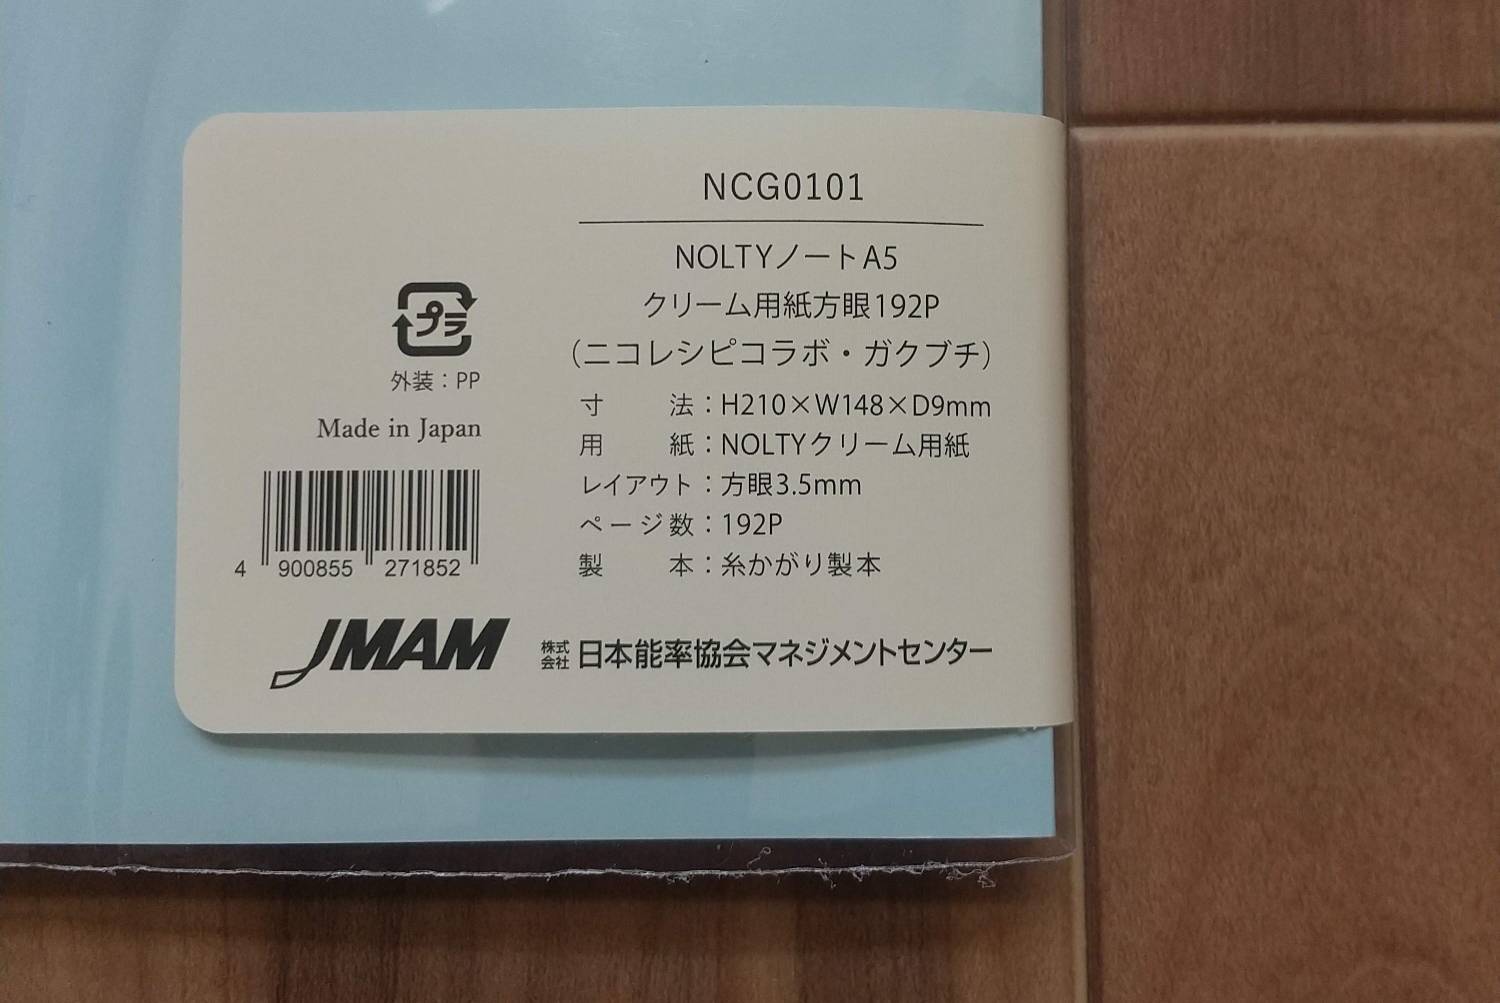 NCG0101
NOLTYノートA5
クリーム用紙方眼192P
(ニコレシピコラボ・ガクブチ)
寸法：H210×W148×D9mm
用紙：NOLTYクリーム用紙
レイアウト：方眼3.5mm
ページ数：192P
製本：糸かがり製本
プラ
外装：PP
Made in Japan
4 900855 271852
JMAM
株式会社 日本能率協会マネジメントセンター